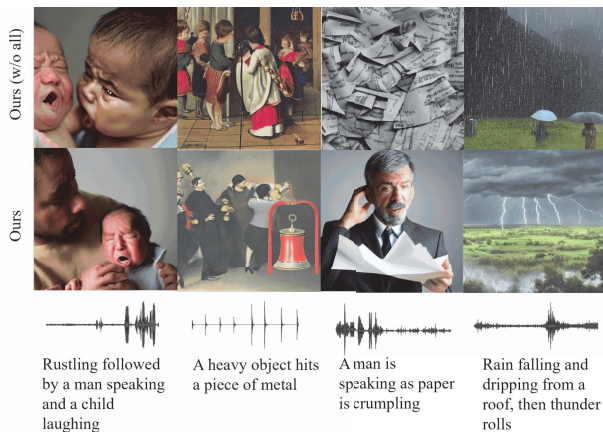 Ours (w/o all)
Ours
Rustling followed
by a man speaking
and a child
laughing
A heavy object hits
a piece of metal
A man is
speaking as paper
is crumpling
Rain falling and
dripping from a
roof, then thunder
rolls